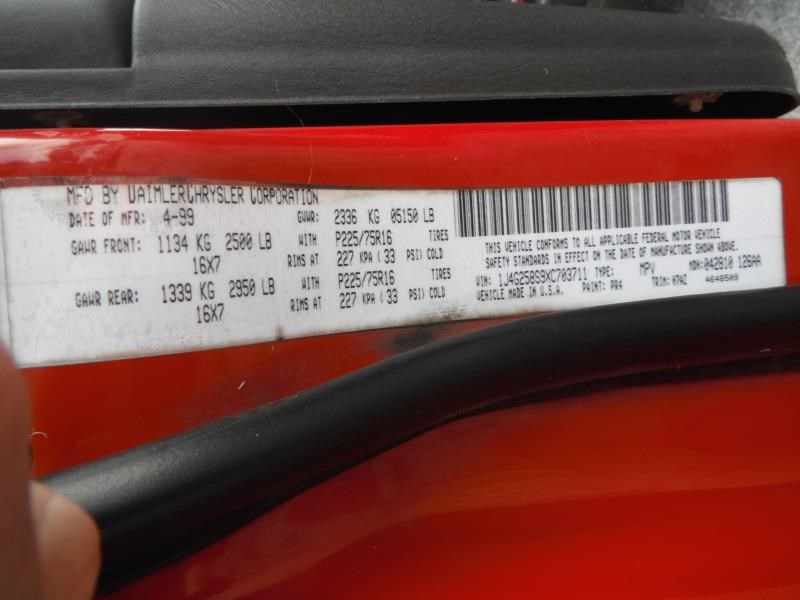 MFD BY DAIMLERCHRYSLER CORPORATION
DATE OF MFR: 4-99 GVWR: 2336 KG 05150 LB
GAWR FRONT: 1134 KG 2500 LB WITH P225/75R16 TIRES
16X7 RIMS AT 227 KPA (33 PSI) COLD
GAWR REAR: 1339 KG 2950 LB WITH P225/75R16 TIRES
16X7 RIMS AT 227 KPA (33 PSI) COLD
THIS VEHICLE CONFORMS TO ALL APPLICABLE FEDERAL MOTOR VEHICLE
SAFETY STANDARDS IN EFFECT ON THE DATE OF MANUFACTURE SHOWN ABOVE.
VIN: 1J4G258S9XC703711 TYPE: MPV MDH: 042810 126AA
VEHICLE MADE IN U.S.A. PAINT: PR4 TRIM: H7AZ 4648509